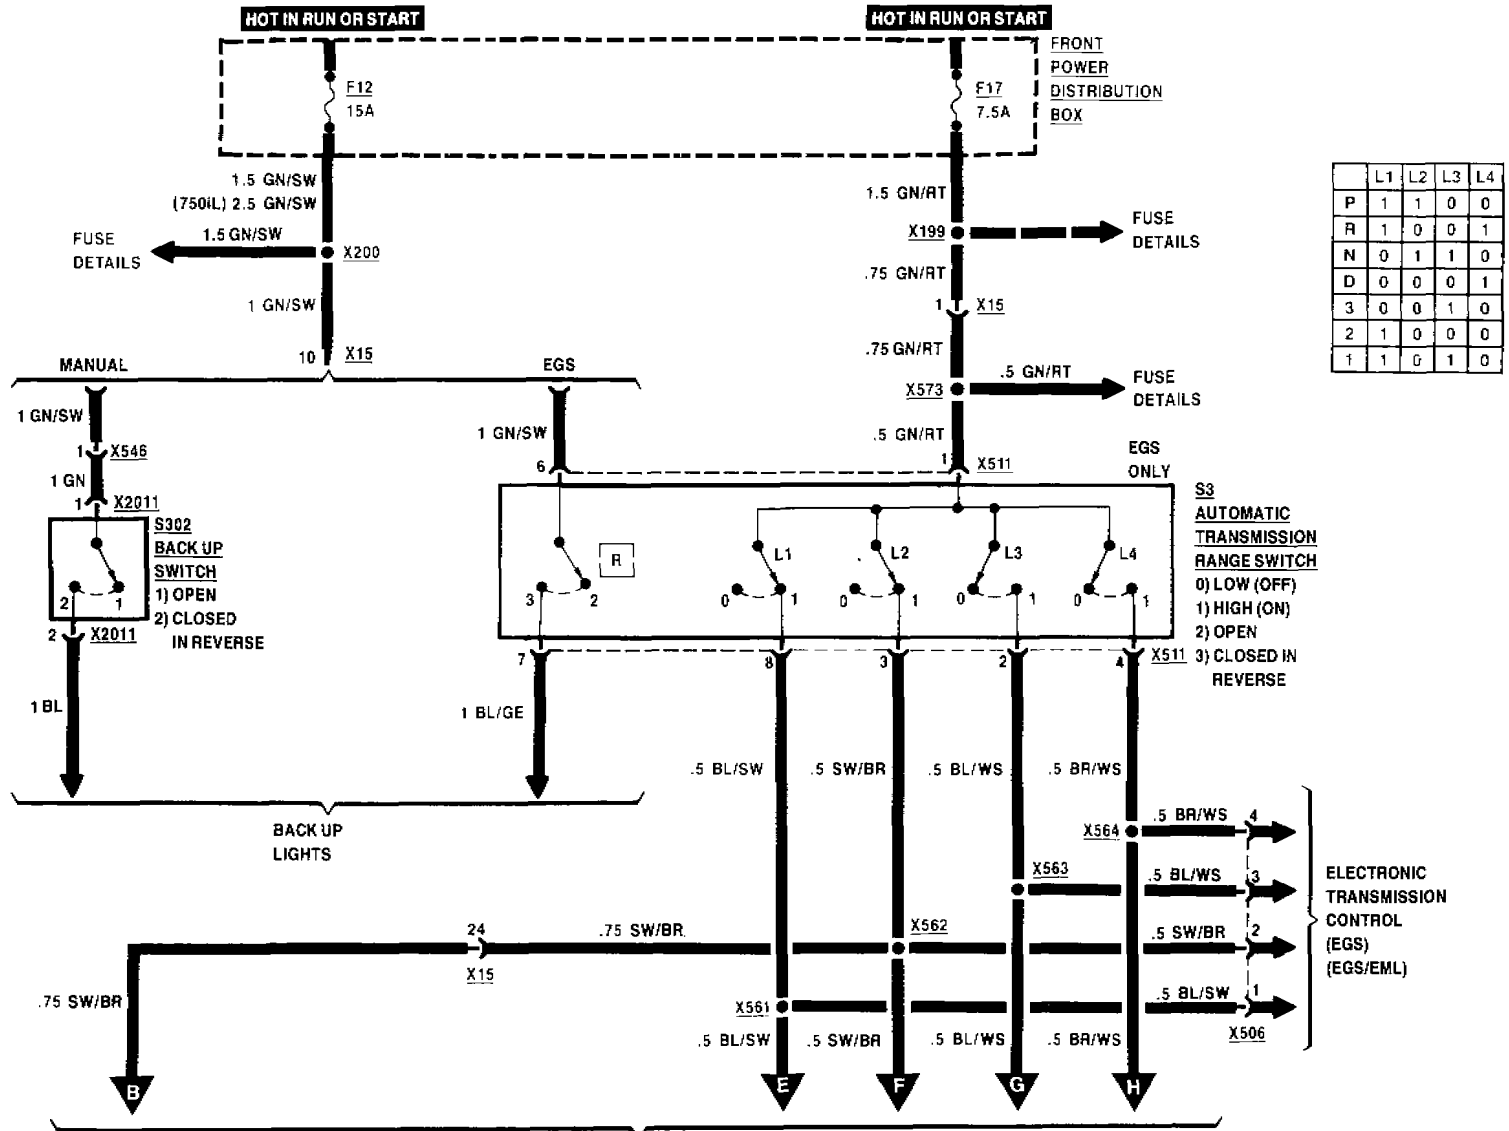 HOT IN RUN OR START
HOT IN RUN OR START
F12
15A
F17
7.5A
FRONT
POWER
DISTRIBUTION
BOX
1.5 GN/SW
(750iL) 2.5 GN/SW
1.5 GN/SW
FUSE
DETAILS
X200
1 GN/SW
10 X15
1.5 GN/RT
X199
FUSE
DETAILS
.75 GN/RT
1 X15
.75 GN/RT
X573
.5 GN/RT
FUSE
DETAILS
.5 GN/RT
1 X511
EGS
ONLY
L1 L2 L3 L4
P 1 1 0 0
R 1 0 0 1
N 0 1 1 0
D 0 0 0 1
3 0 0 1 0
2 1 0 0 0
1 1 0 1 0
MANUAL
EGS
1 GN/SW
1 X546
1 GN
1 X2011
S302
BACK UP
SWITCH
1) OPEN
2) CLOSED
IN REVERSE
2 1
2 X2011
1 BL
1 GN/SW
6
R
3 2
L1
0 1
L2
0 1
L3
0 1
L4
0 1
S3
AUTOMATIC
TRANSMISSION
RANGE SWITCH
0) LOW (OFF)
1) HIGH (ON)
2) OPEN
3) CLOSED IN
REVERSE
7 8 3 2 4 X511
1 BL/GE
.5 BL/SW
.5 SW/BR
.5 BL/WS
.5 BR/WS
BACK UP
LIGHTS
X564
.5 BR/WS 4
X563
.5 BL/WS 3
X562
.5 SW/BR 2
X561
.5 BL/SW 1
X506
ELECTRONIC
TRANSMISSION
CONTROL
(EGS)
(EGS/EML)
24
X15
.75 SW/BR
.75 SW/BR
.5 BL/SW
.5 SW/BR
.5 BL/WS
.5 BR/WS
B E F G H